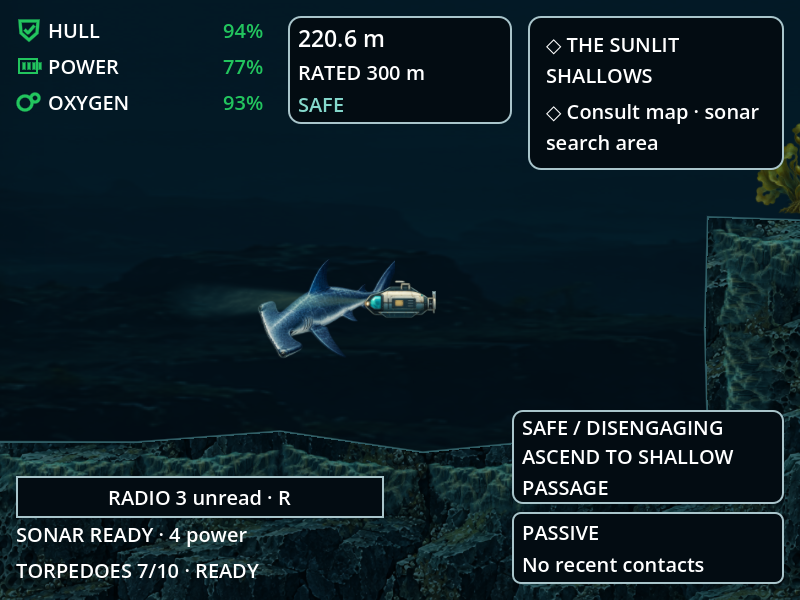 HULL 94%
POWER 77%
OXYGEN 93%
220.6 m
RATED 300 m
SAFE
◇ THE SUNLIT
SHALLOWS
◇ Consult map · sonar
search area
SAFE / DISENGAGING
ASCEND TO SHALLOW
PASSAGE
RADIO 3 unread · R
SONAR READY · 4 power
TORPEDOES 7/10 · READY
PASSIVE
No recent contacts